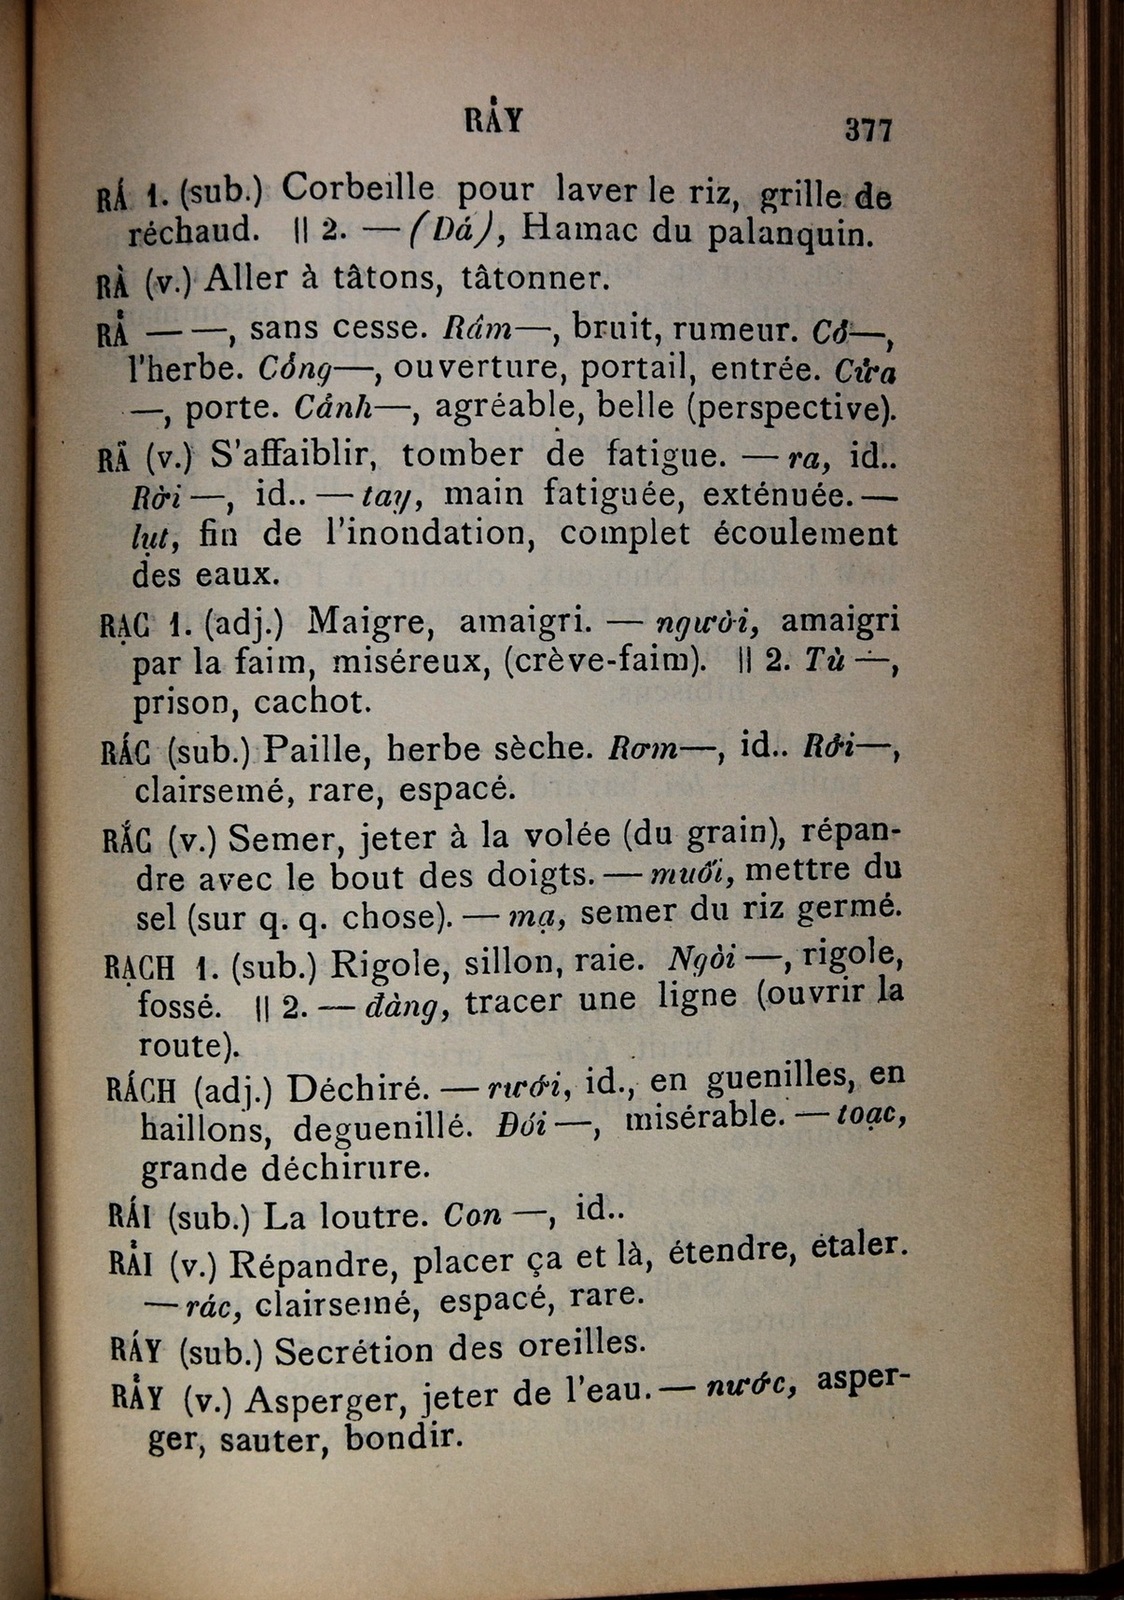 RẢY
377
RÁ 1. (sub.) Corbeille pour laver le riz, grille de
réchaud. || 2. — (Dá), Hamac du palanquin.
RÀ (v.) Aller à tâtons, tâtonner.
RẢ — —, sans cesse. Râm—, bruit, rumeur. Cỏ—,
l'herbe. Cổng—, ouverture, portail, entrée. Cửa
—, porte. Cảnh—, agréable, belle (perspective).
RÃ (v.) S'affaiblir, tomber de fatigue. — ra, id..
Rời —, id.. — tay, main fatiguée, exténuée. —
lụt, fin de l'inondation, complet écoulement
des eaux.
RẠC 1. (adj.) Maigre, amaigri. — người, amaigri
par la faim, miséreux, (crève-faim). || 2. Tù —,
prison, cachot.
RÁC (sub.) Paille, herbe sèche. Rơm—, id.. Rới—,
clairsemé, rare, espacé.
RẮC (v.) Semer, jeter à la volée (du grain), répan-
dre avec le bout des doigts. — muối, mettre du
sel (sur q. q. chose). — mạ, semer du riz germé.
RẠCH 1. (sub.) Rigole, sillon, raie. Ngòi —, rigole,
fossé. || 2. — đàng, tracer une ligne (ouvrir la
route).
RÁCH (adj.) Déchiré. — rưới, id., en guenilles, en
haillons, deguenillé. Đói —, misérable. — toạc,
grande déchirure.
RÁI (sub.) La loutre. Con —, id..
RẢI (v.) Répandre, placer ça et là, étendre, étaler.
— rác, clairsemé, espacé, rare.
RÁY (sub.) Secrétion des oreilles.
RẢY (v.) Asperger, jeter de l'eau. — nước, asper-
ger, sauter, bondir.